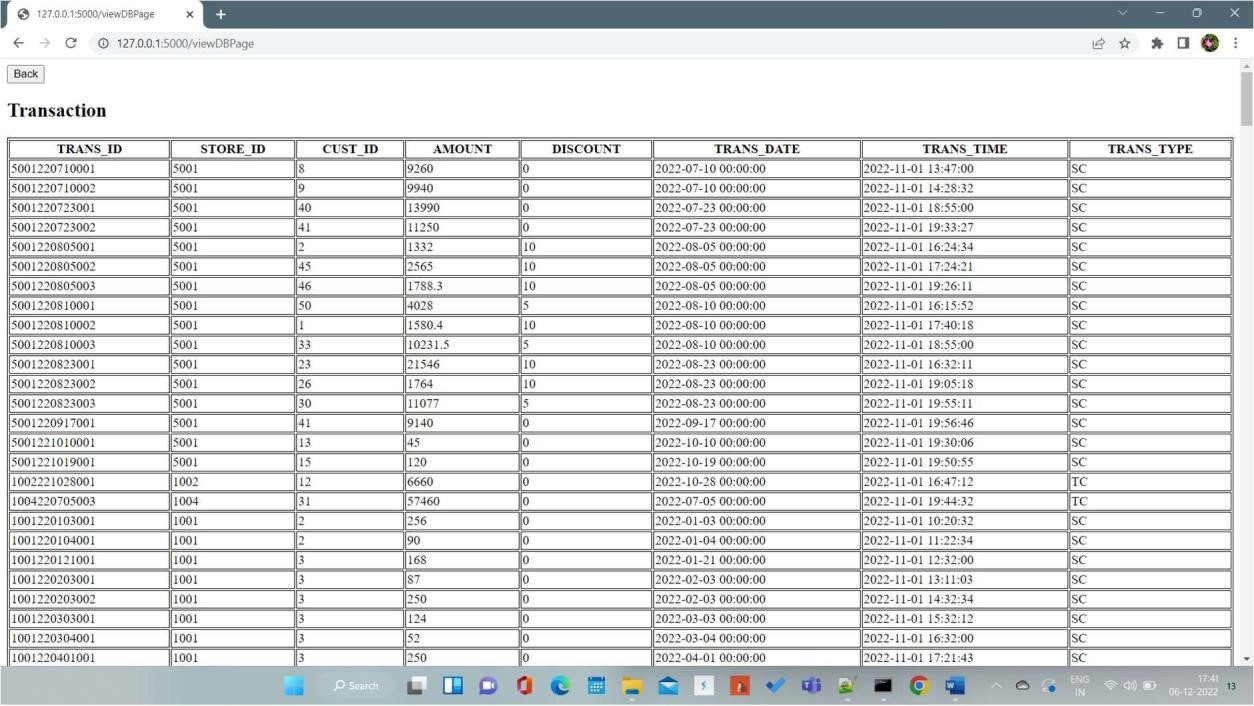 127.0.0.1:5000/viewDBPage
127.0.0.1:5000/viewDBPage
Back
Transaction
TRANS_ID STORE_ID CUST_ID AMOUNT DISCOUNT TRANS_DATE TRANS_TIME TRANS_TYPE
5001220710001 5001 8 9260 0 2022-07-10 00:00:00 2022-11-01 13:47:00 SC
5001220710002 5001 9 9940 0 2022-07-10 00:00:00 2022-11-01 14:28:32 SC
5001220723001 5001 40 13990 0 2022-07-23 00:00:00 2022-11-01 18:55:00 SC
5001220723002 5001 41 11250 0 2022-07-23 00:00:00 2022-11-01 19:33:27 SC
5001220805001 5001 2 1332 10 2022-08-05 00:00:00 2022-11-01 16:24:34 SC
5001220805002 5001 45 2565 10 2022-08-05 00:00:00 2022-11-01 17:24:21 SC
5001220805003 5001 46 1788.3 10 2022-08-05 00:00:00 2022-11-01 19:26:11 SC
5001220810001 5001 50 4028 5 2022-08-10 00:00:00 2022-11-01 16:15:52 SC
5001220810002 5001 1 1580.4 10 2022-08-10 00:00:00 2022-11-01 17:40:18 SC
5001220810003 5001 33 10231.5 5 2022-08-10 00:00:00 2022-11-01 18:55:00 SC
5001220823001 5001 23 21546 10 2022-08-23 00:00:00 2022-11-01 16:32:11 SC
5001220823002 5001 26 1764 10 2022-08-23 00:00:00 2022-11-01 19:05:18 SC
5001220823003 5001 30 11077 5 2022-08-23 00:00:00 2022-11-01 19:55:11 SC
5001220917001 5001 41 9140 0 2022-09-17 00:00:00 2022-11-01 19:56:46 SC
5001221010001 5001 13 45 0 2022-10-10 00:00:00 2022-11-01 19:30:06 SC
5001221019001 5001 15 120 0 2022-10-19 00:00:00 2022-11-01 19:50:55 SC
1002221028001 1002 12 6660 0 2022-10-28 00:00:00 2022-11-01 16:47:12 TC
1004220705003 1004 31 57460 0 2022-07-05 00:00:00 2022-11-01 19:44:32 TC
1001220103001 1001 2 256 0 2022-01-03 00:00:00 2022-11-01 10:20:32 SC
1001220104001 1001 2 90 0 2022-01-04 00:00:00 2022-11-01 11:22:34 SC
1001220121001 1001 3 168 0 2022-01-21 00:00:00 2022-11-01 12:32:00 SC
1001220203001 1001 3 87 0 2022-02-03 00:00:00 2022-11-01 13:11:03 SC
1001220203002 1001 3 250 0 2022-02-03 00:00:00 2022-11-01 14:32:34 SC
1001220303001 1001 3 124 0 2022-03-03 00:00:00 2022-11-01 15:32:12 SC
1001220304001 1001 3 52 0 2022-03-04 00:00:00 2022-11-01 16:32:00 SC
1001220401001 1001 3 250 0 2022-04-01 00:00:00 2022-11-01 17:21:43 SC
Search
ENG
IN
17:41
06-12-2022
13